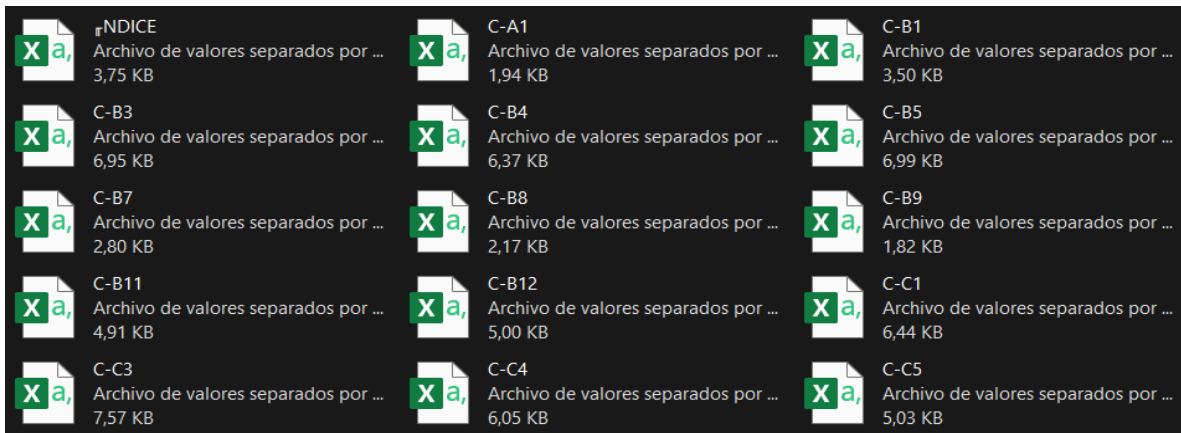 ╓NDICE
Archivo de valores separados por ...
3,75 KB
C-A1
Archivo de valores separados por ...
1,94 KB
C-B1
Archivo de valores separados por ...
3,50 KB
C-B3
Archivo de valores separados por ...
6,95 KB
C-B4
Archivo de valores separados por ...
6,37 KB
C-B5
Archivo de valores separados por ...
6,99 KB
C-B7
Archivo de valores separados por ...
2,80 KB
C-B8
Archivo de valores separados por ...
2,17 KB
C-B9
Archivo de valores separados por ...
1,82 KB
C-B11
Archivo de valores separados por ...
4,91 KB
C-B12
Archivo de valores separados por ...
5,00 KB
C-C1
Archivo de valores separados por ...
6,44 KB
C-C3
Archivo de valores separados por ...
7,57 KB
C-C4
Archivo de valores separados por ...
6,05 KB
C-C5
Archivo de valores separados por ...
5,03 KB